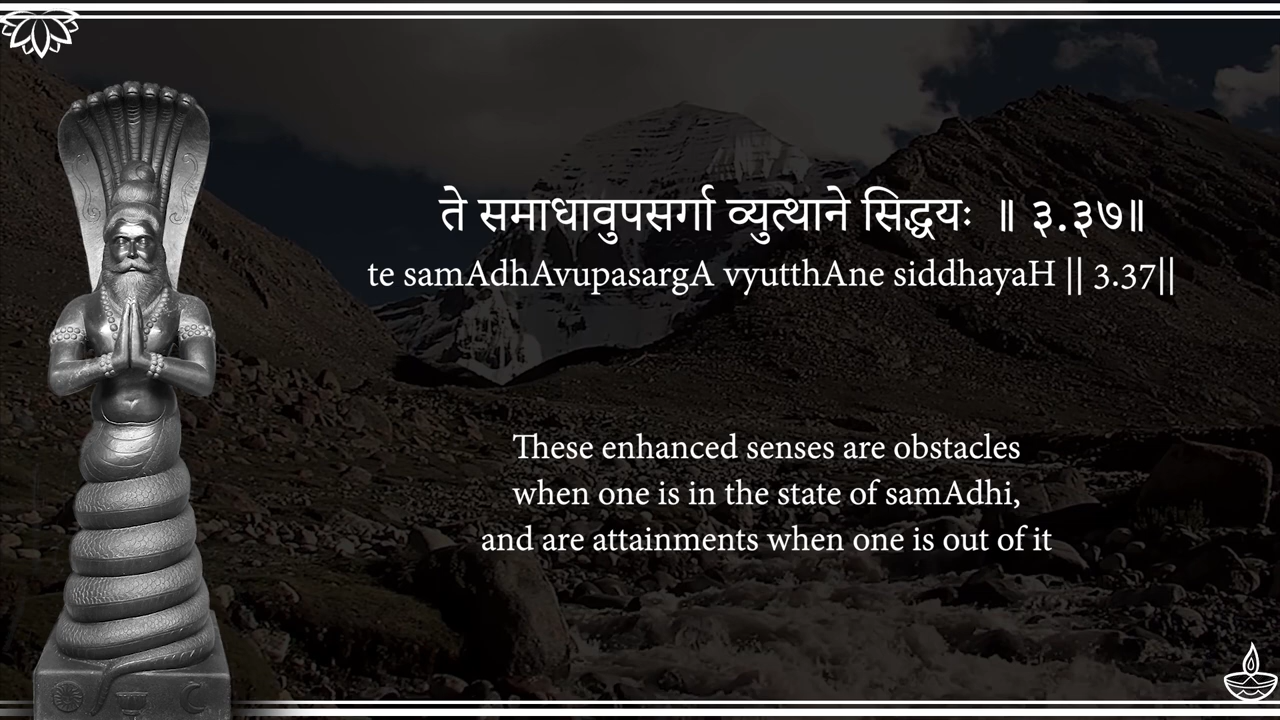 ते समाधावुपसर्गा व्युत्थाने सिद्धयः ॥ ३.३७॥
te samAdhAvupasargA vyutthAne siddhayaH || 3.37||
These enhanced senses are obstacles
when one is in the state of samAdhi,
and are attainments when one is out of it